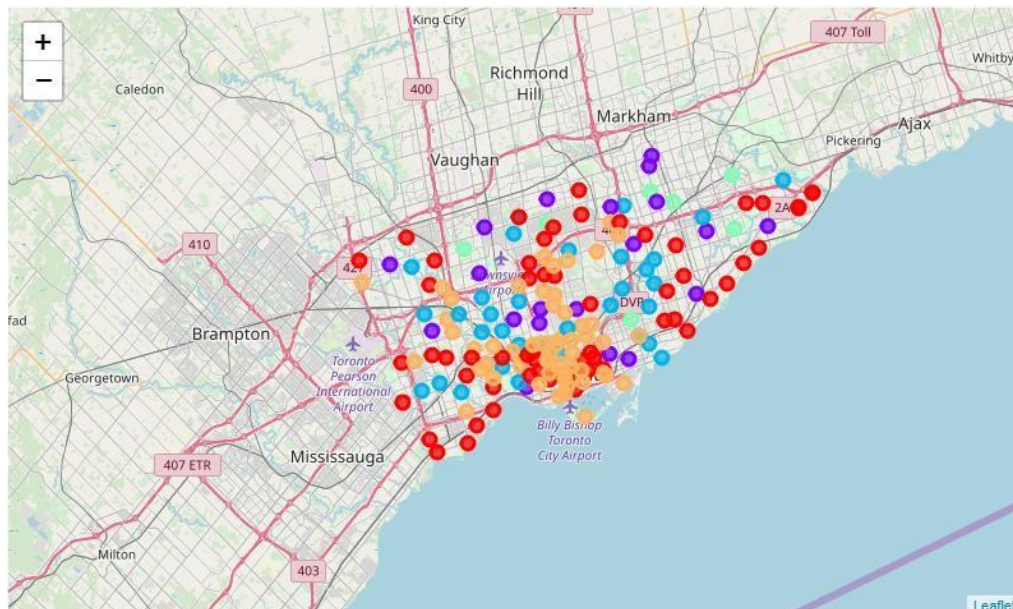 King City
407 Toll
+
−
Whitby
Richmond
Hill
Caledon
400
Markham
Ajax
Pickering
Vaughan
2A
410
427
Brampton
DVP
Toronto
Pearson
International
Airport
Georgetown
Billy Bishop
Toronto
City Airport
Mississauga
407 ETR
Milton
403
Leaflet